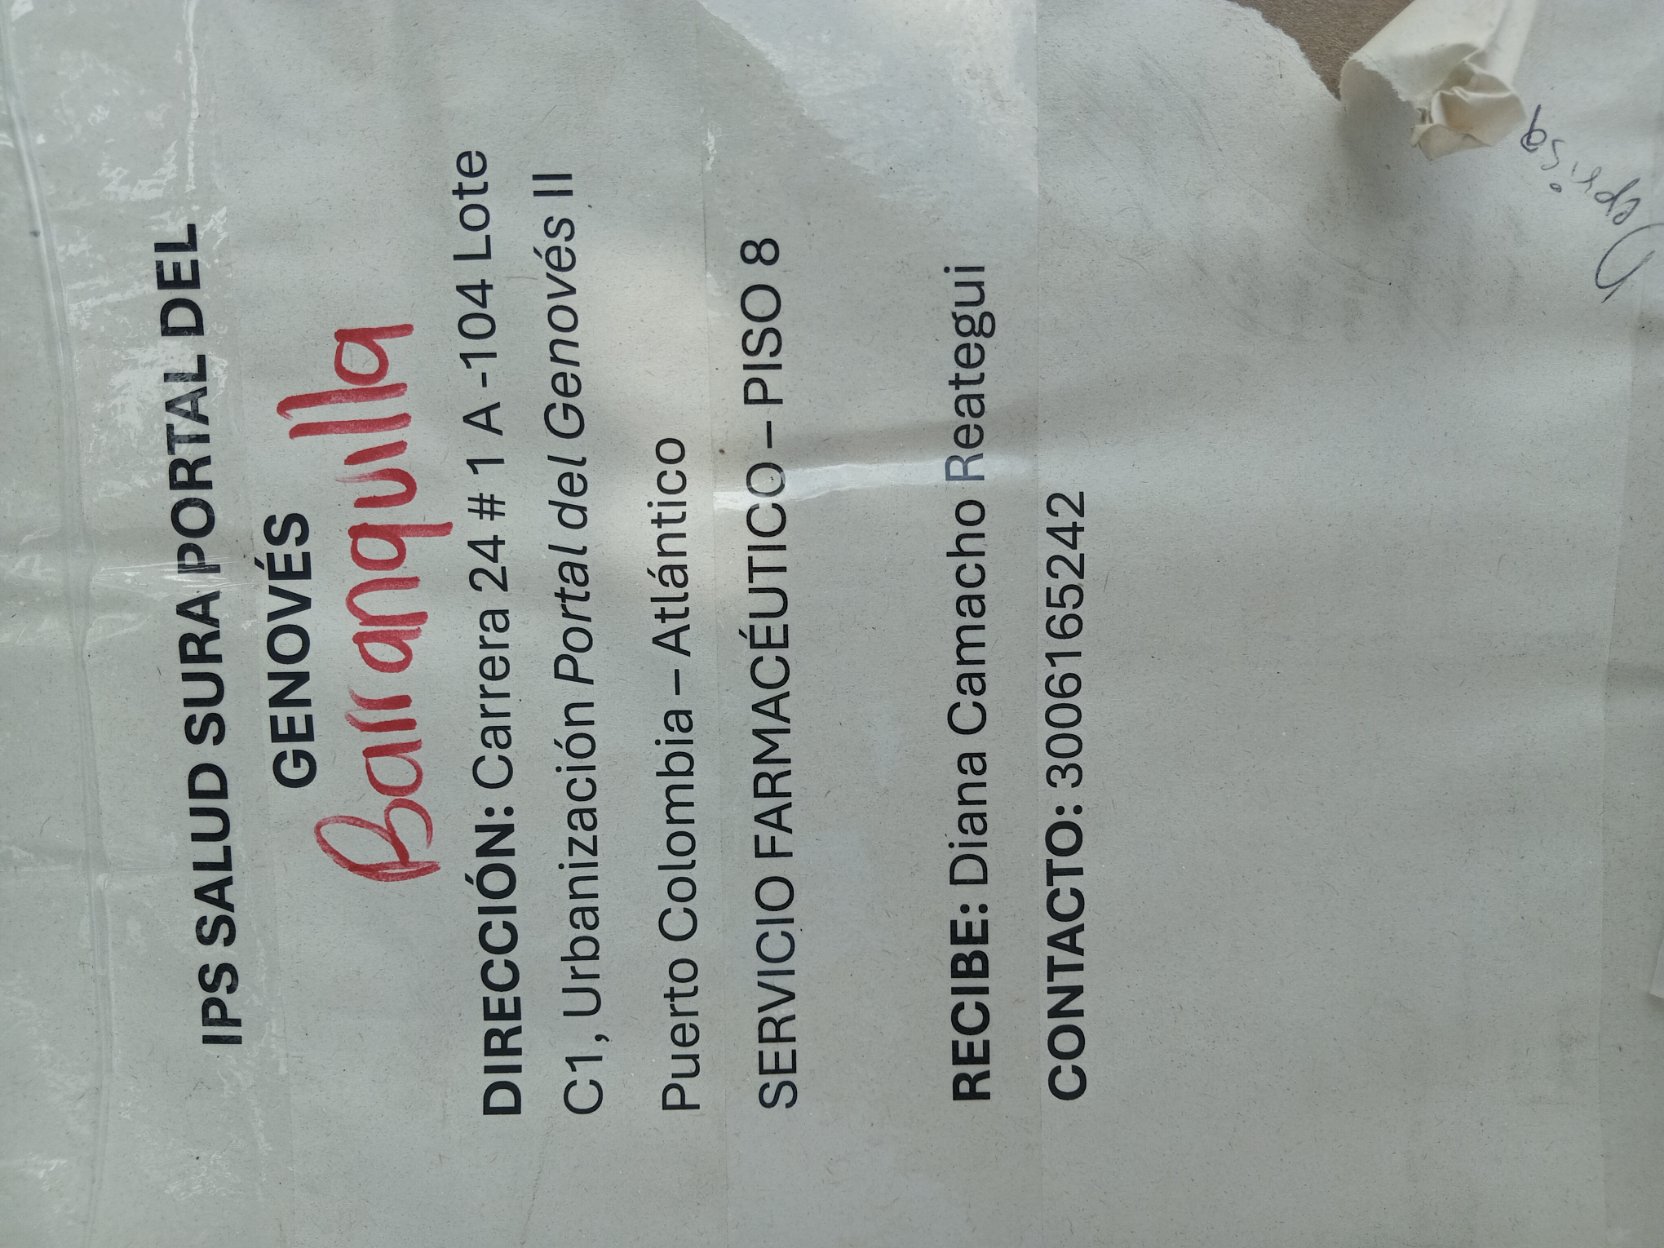 IPS SALUD SURA PORTAL DEL
GENOVÉS
Barranquilla
DIRECCIÓN: Carrera 24 # 1 A -104 Lote
C1, Urbanización Portal del Genovés II
Puerto Colombia – Atlántico
SERVICIO FARMACÉUTICO – PISO 8
RECIBE: Diana Camacho Reategui
CONTACTO: 3006165242
Deprisa